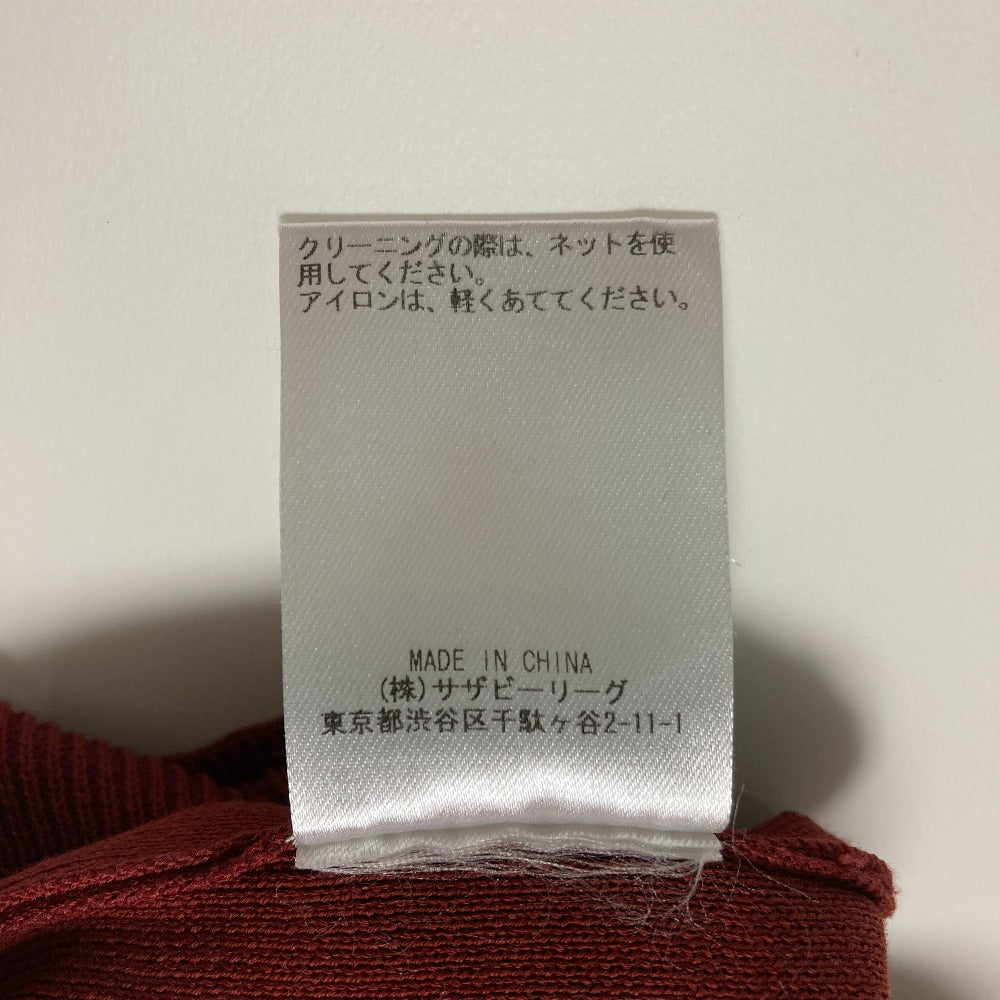 クリーニングの際は、ネットを使
用してください。
アイロンは、軽くあててください。
MADE IN CHINA
(株)サザビーリーグ
東京都渋谷区千駄ヶ谷2-11-1